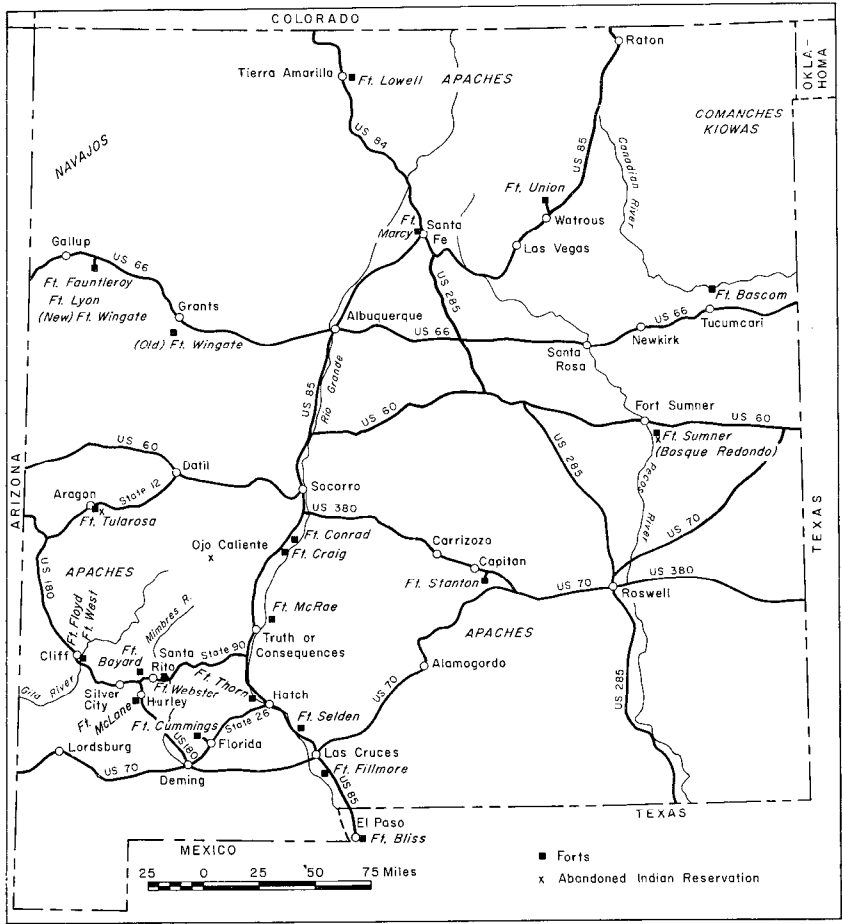 COLORADO
Raton
OKLA-
HOMA
Tierra Amarilla
Ft. Lowell
APACHES
COMANCHES
KIOWAS
NAVAJOS
US 84
US 85
Canadian River
Ft. Union
Watrous
Ft.
Marcy
Santa
Fe
Las Vegas
Gallup
US 66
Ft. Fauntleroy
Ft. Lyon
(New) Ft. Wingate
Grants
(Old) Ft. Wingate
US 285
Ft. Bascom
Albuquerque
US 66
US 66
Tucumcari
Newkirk
Santa
Rosa
US 85
Rio Grande
US 60
Fort Sumner
US 60
Ft. Sumner
(Bosque Redondo)
US 60
Datil
US 285
Pecos River
ARIZONA
Aragon
State 12
Ft. Tularosa
Socorro
US 380
US 70
TEXAS
Ojo Caliente
Ft. Conrad
Ft. Craig
Carrizozo
Capitan
Ft. Stanton
US 180
APACHES
US 70
US 380
Roswell
Ft. Floyd
Ft. West
Mimbres R.
Ft. McRae
Truth or
Consequences
APACHES
Cliff
Ft.
Bayard
Santa
Rita
State 90
Alamogordo
Gild River
Silver
City
Ft. Webster
Ft. Thorn
Hatch
US 70
Ft.
McLane
Hurley
Ft. Cummings
State 26
Ft. Selden
US 285
Lordsburg
US 180
Florida
Las Cruces
US 70
Deming
Ft. Fillmore
US 85
TEXAS
El Paso
Ft. Bliss
MEXICO
25 0 25 50 75 Miles
Forts
x Abandoned Indian Reservation